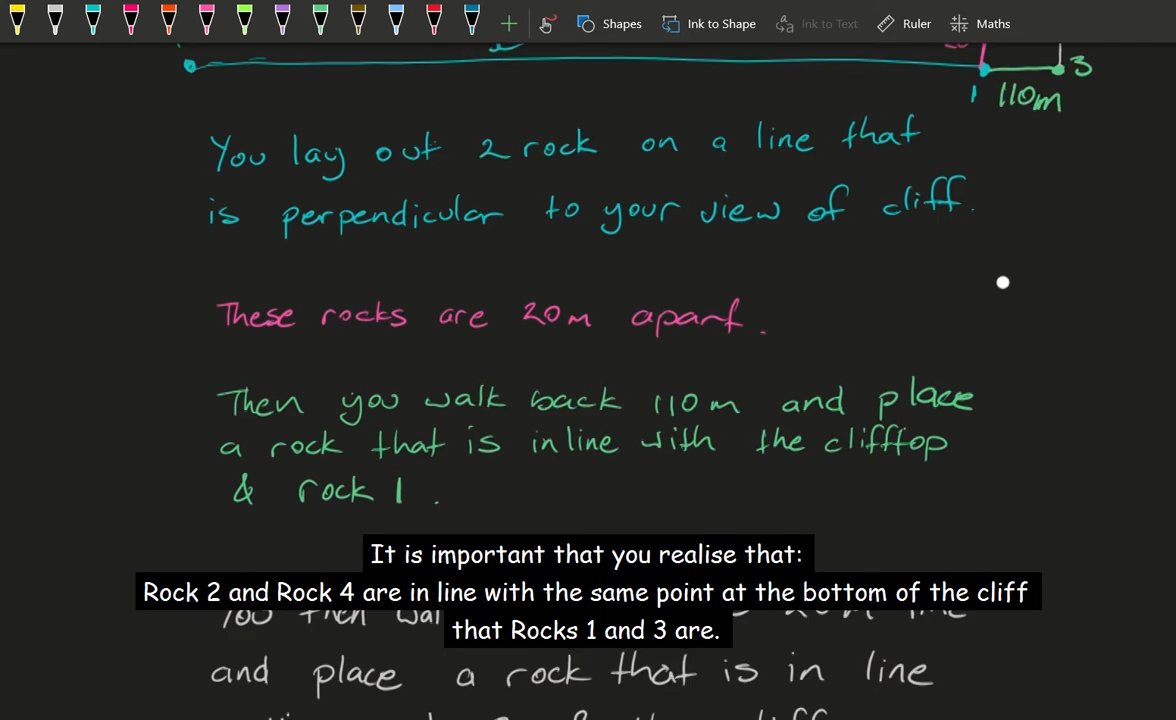 Shapes Ink to Shape Ink to Text Ruler Maths
3
1 110m
You lay out 2 rock on a line that
is perpendicular to your view of cliff.
These rocks are 20m apart.
Then you walk back 110m and place
a rock that is inline with the clifftop
& rock 1.
It is important that you realise that:
Rock 2 and Rock 4 are in line with the same point at the bottom of the cliff
You then line
that Rocks 1 and 3 are.
and place a rock that is in line